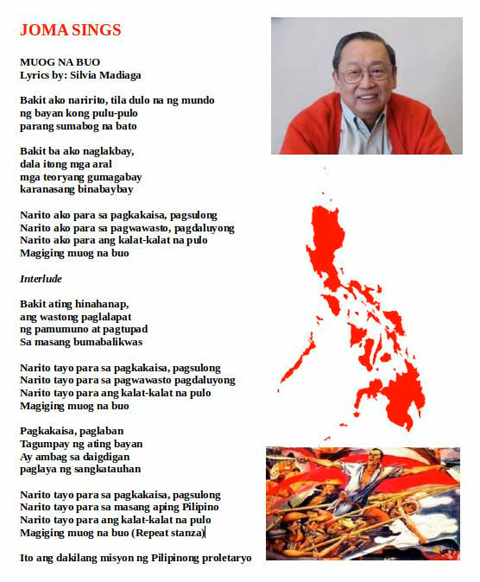 JOMA SINGS
MUOG NA BUO
Lyrics by: Silvia Madiaga
Bakit ako naririto, tila dulo na ng mundo
ng bayan kong pulu-pulo
parang sumabog na bato
Bakit ba ako naglakbay,
dala itong mga aral
mga teoryang gumagabay
karanasang binabaybay
Narito ako para sa pagkakaisa, pagsulong
Narito ako para sa pagwawasto, pagdaluyong
Narito ako para ang kalat-kalat na pulo
Magiging muog na buo
Interlude
Bakit ating hinahanap,
ang wastong paglalapat
ng pamumuno at pagtupad
Sa masang bumabalikwas
Narito tayo para sa pagkakaisa, pagsulong
Narito tayo para sa pagwawasto pagdaluyong
Narito tayo para ang kalat-kalat na pulo
Magiging muog na buo
Pagkakaisa, paglaban
Tagumpay ng ating bayan
Ay ambag sa daigdigan
paglaya ng sangkatauhan
Narito tayo para sa pagkakaisa, pagsulong
Narito tayo para sa masang aping Pilipino
Narito tayo para ang kalat-kalat na pulo
Magiging muog na buo (Repeat stanza)
Ito ang dakilang misyon ng Pilipinong proletaryo